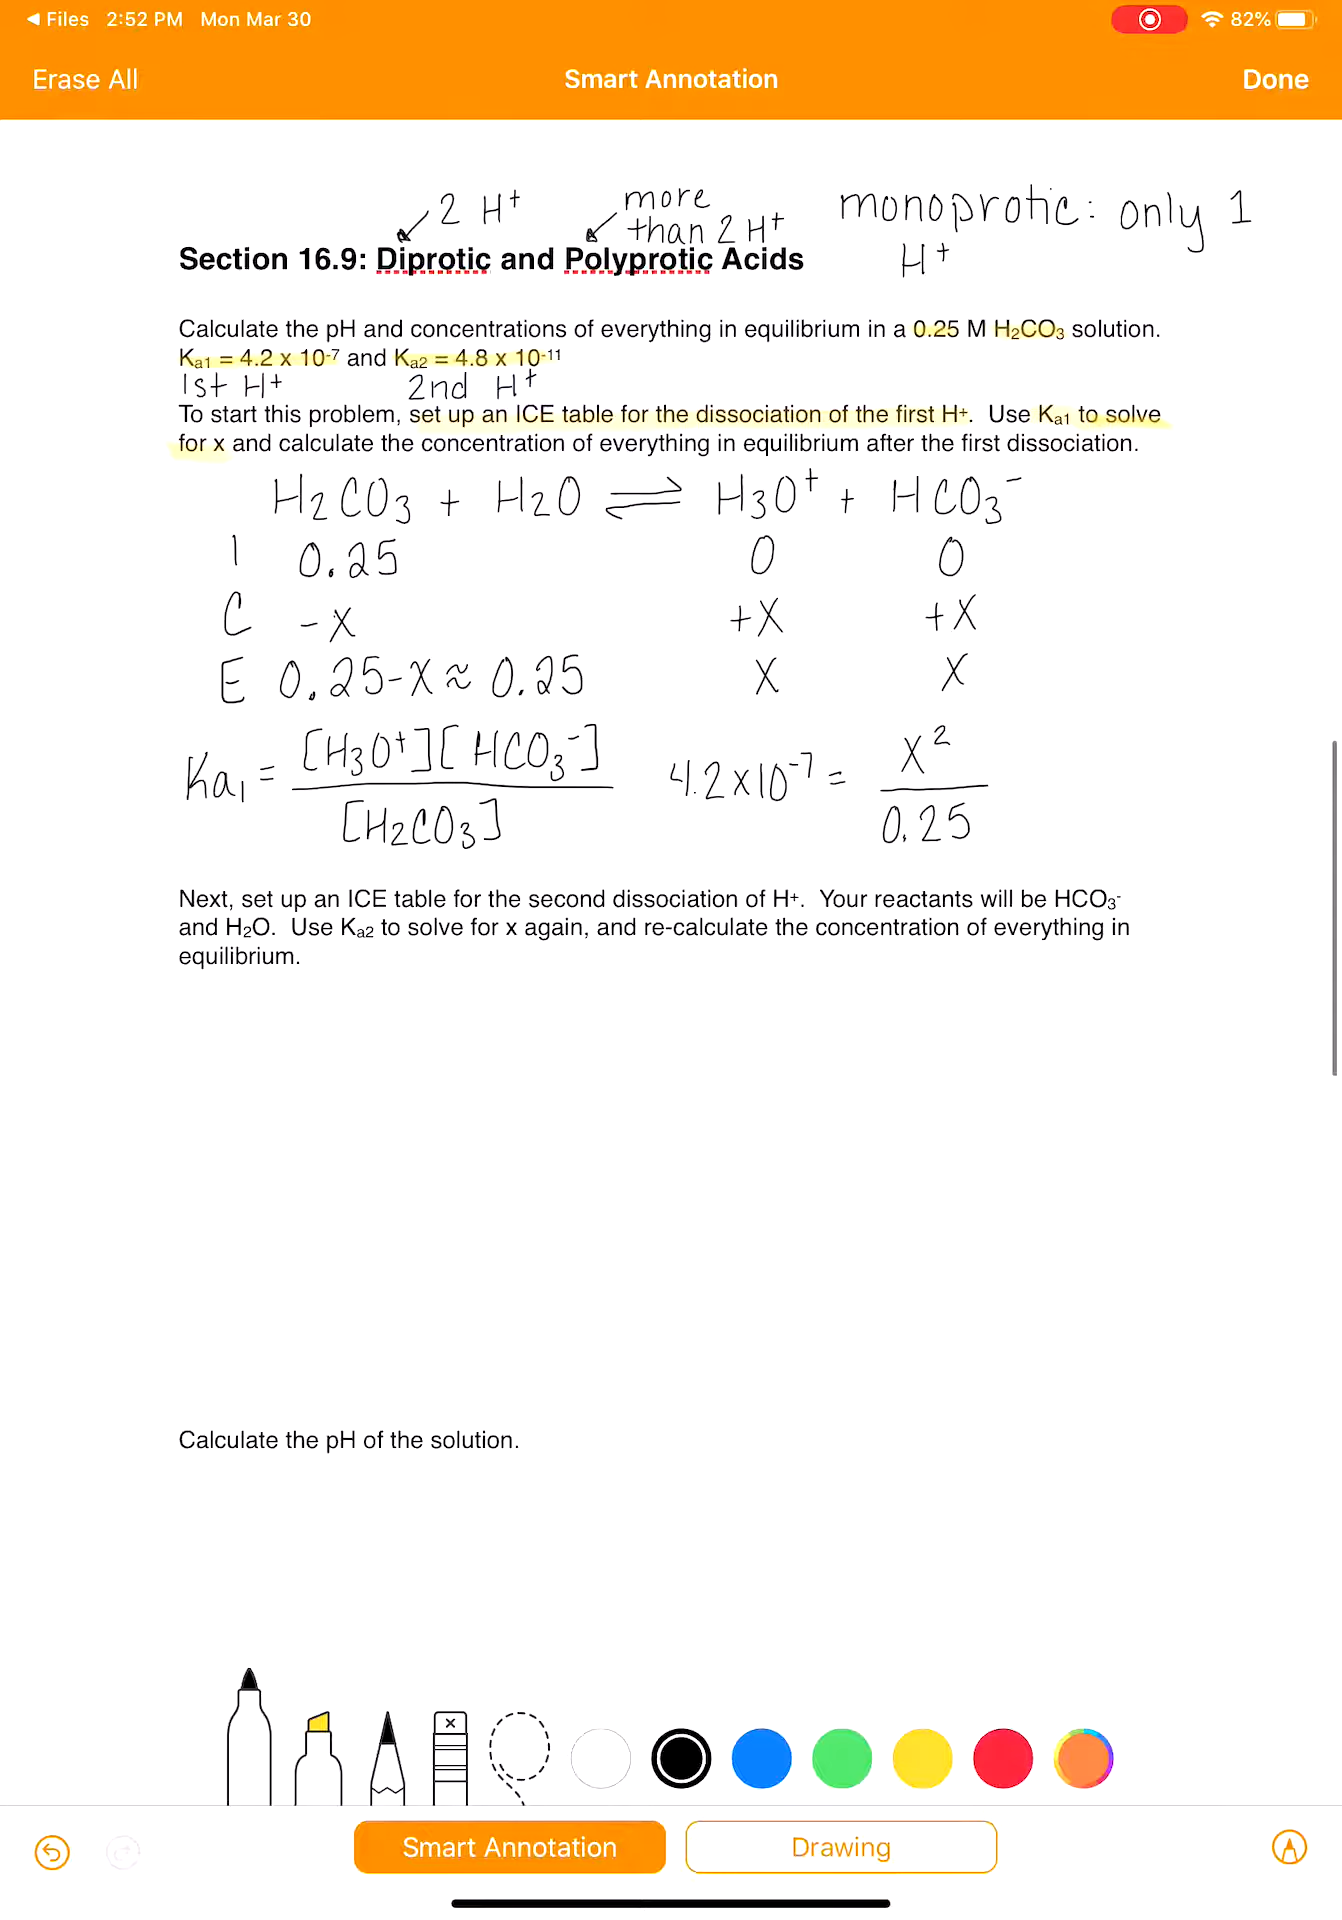 Files 2:52 PM Mon Mar 30 82%
Erase All Smart Annotation Done
2 H⁺ more than 2 H⁺ monoprotic: only 1 H⁺
Section 16.9: Diprotic and Polyprotic Acids
Calculate the pH and concentrations of everything in equilibrium in a 0.25 M H₂CO₃ solution.
Kₐ₁ = 4.2 x 10⁻⁷ and Kₐ₂ = 4.8 x 10⁻¹¹
1st H+ 2nd H⁺
To start this problem, set up an ICE table for the dissociation of the first H⁺. Use Kₐ₁ to solve
for x and calculate the concentration of everything in equilibrium after the first dissociation.
H₂CO₃ + H₂O ⇌ H₃O⁺ + HCO₃⁻
I 0.25 0 0
C -x +x +x
E 0.25-x ≈ 0.25 x x
Ka₁ = [H₃O⁺][HCO₃⁻] / [H₂CO₃] 4.2x10⁻⁷ = x² / 0.25
Next, set up an ICE table for the second dissociation of H⁺. Your reactants will be HCO₃⁻
and H₂O. Use Kₐ₂ to solve for x again, and re-calculate the concentration of everything in
equilibrium.
Calculate the pH of the solution.
Smart Annotation Drawing